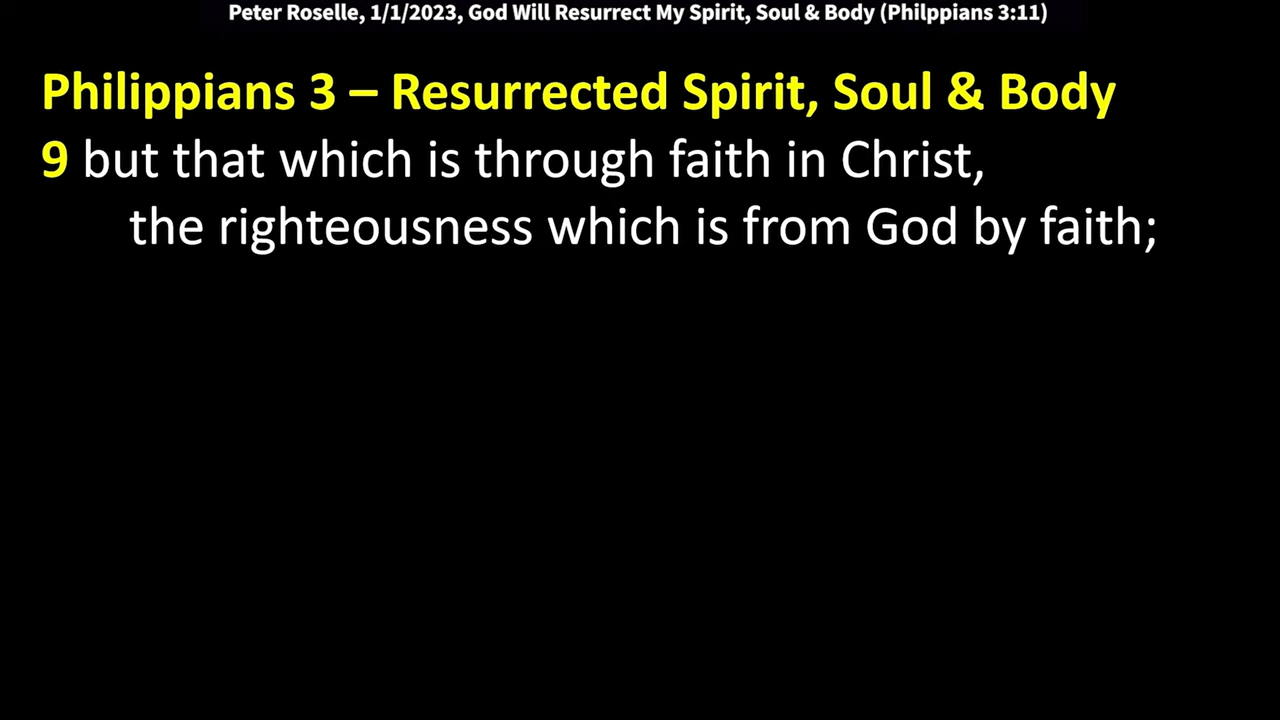 Peter Roselle, 1/1/2023, God Will Resurrect My Spirit, Soul & Body (Philppians 3:11)
Philippians 3 – Resurrected Spirit, Soul & Body
9 but that which is through faith in Christ,
the righteousness which is from God by faith;